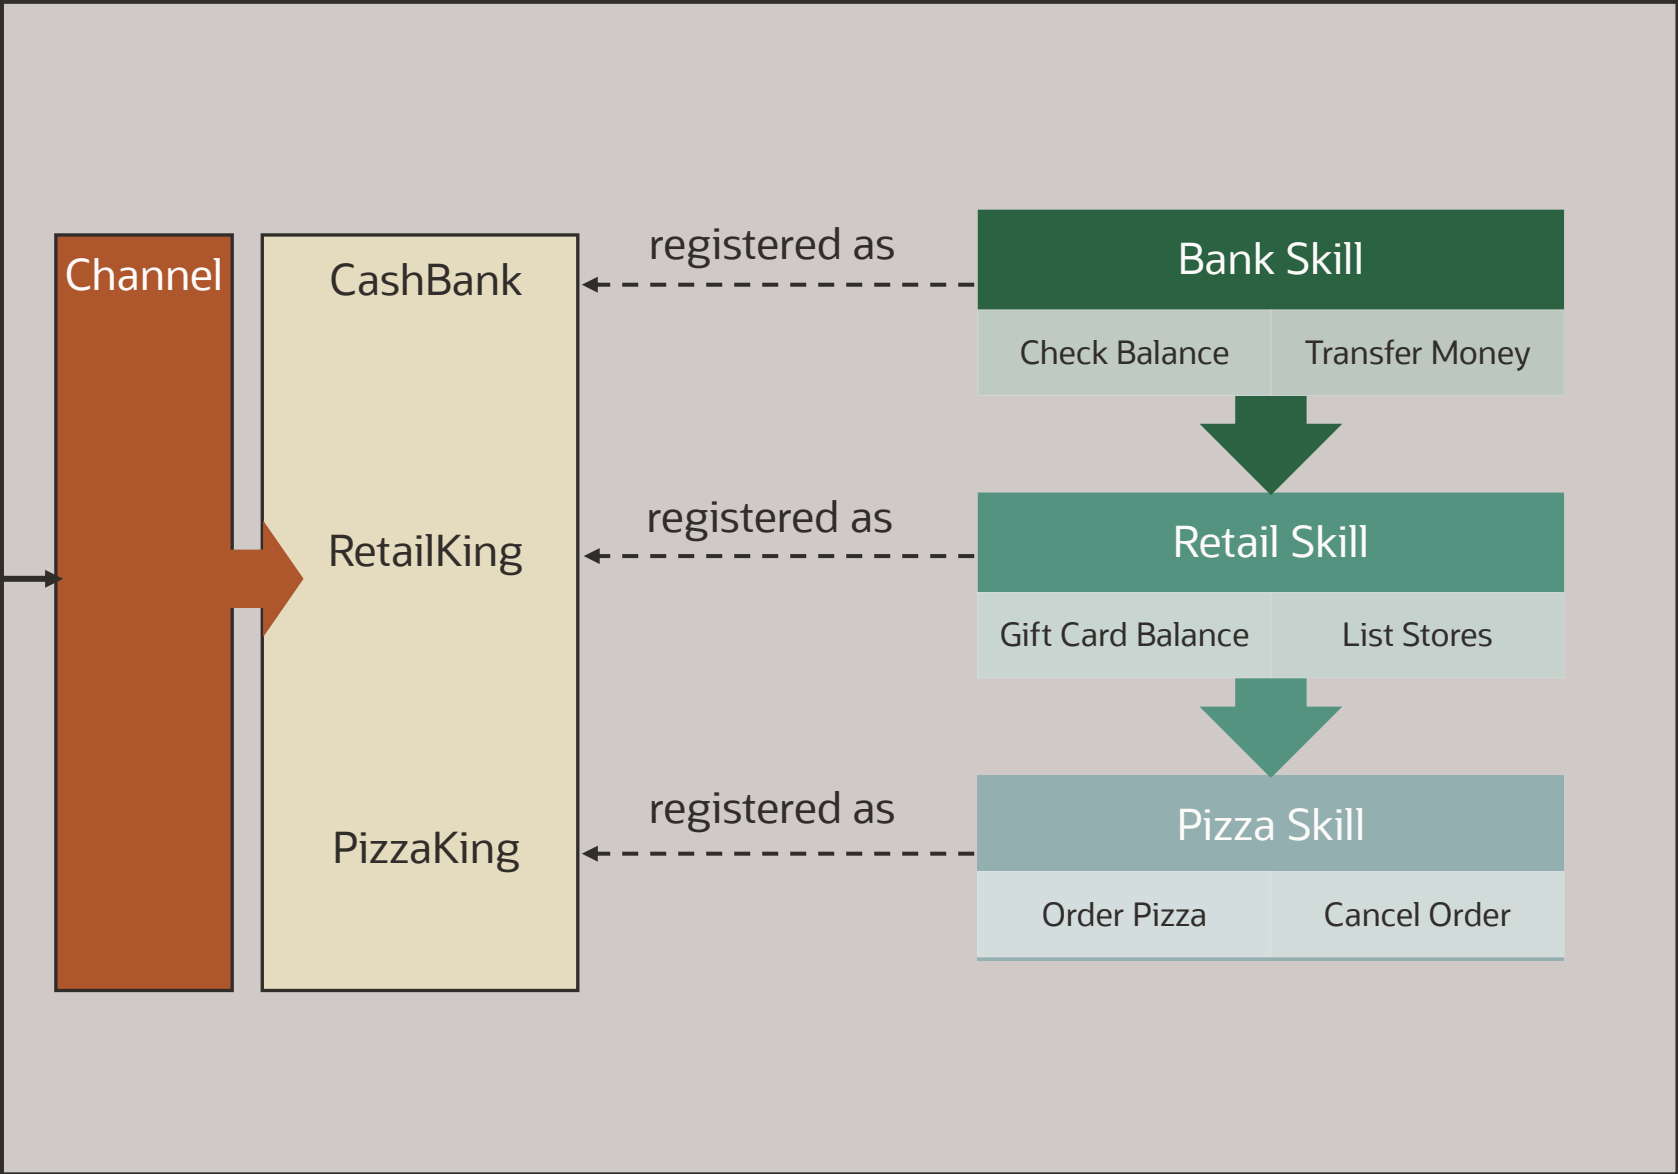 Channel
CashBank
registered as
Bank Skill
Check Balance
Transfer Money
RetailKing
registered as
Retail Skill
Gift Card Balance
List Stores
PizzaKing
registered as
Pizza Skill
Order Pizza
Cancel Order